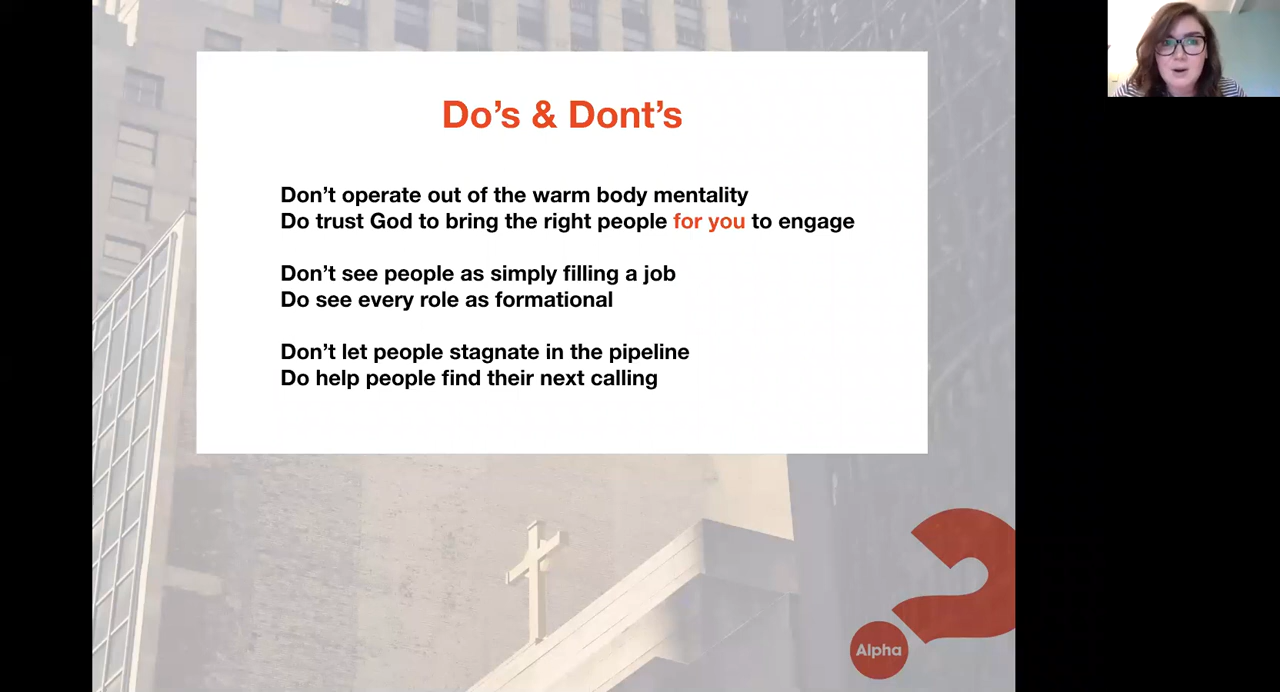 Do’s & Dont’s
Don’t operate out of the warm body mentality
Do trust God to bring the right people for you to engage
Don’t see people as simply filling a job
Do see every role as formational
Don’t let people stagnate in the pipeline
Do help people find their next calling
Alpha